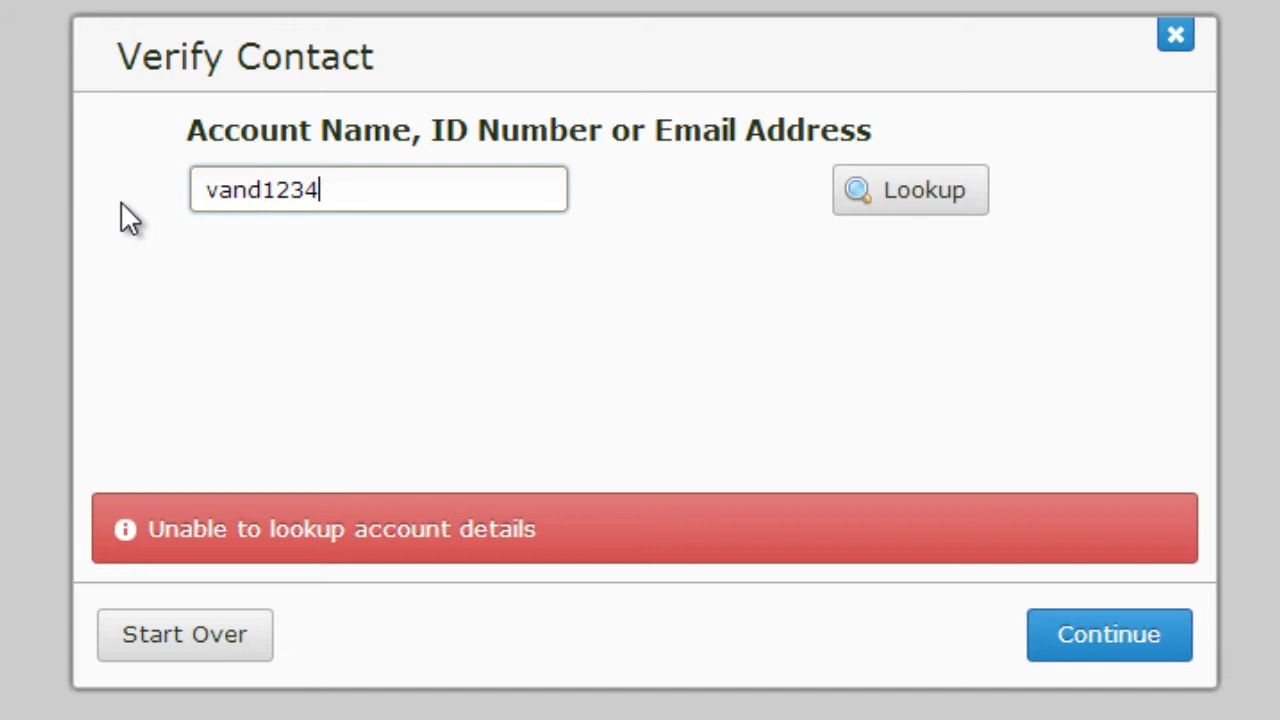 Verify Contact
Account Name, ID Number or Email Address
vand1234
Lookup
Unable to lookup account details
Start Over
Continue